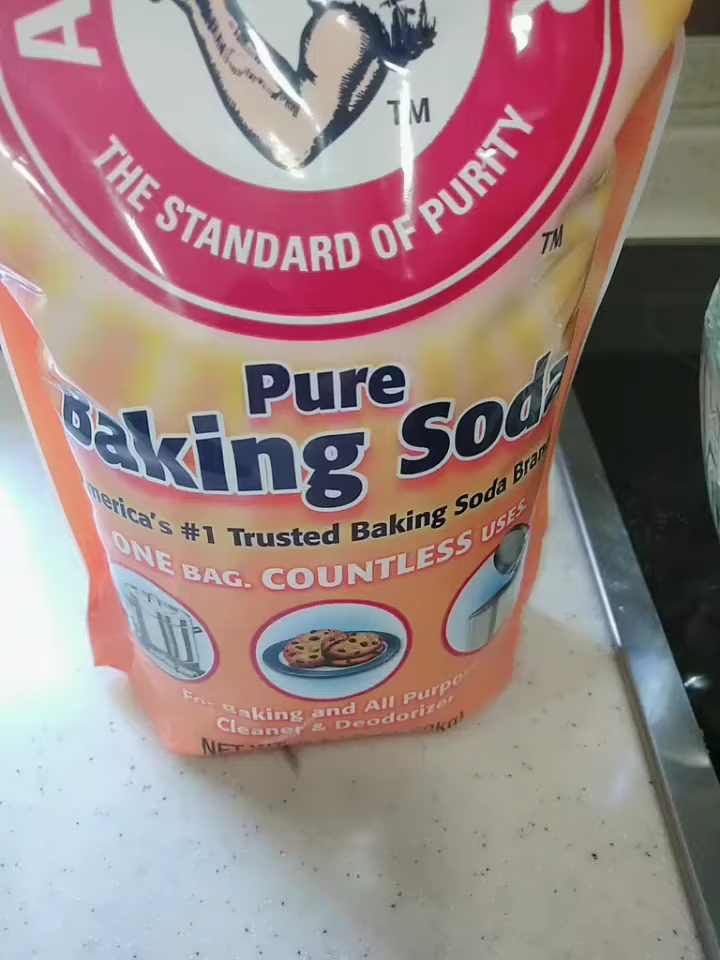 A
TM
THE STANDARD OF PURITY
TM
Pure
Baking Soda
merica's #1 Trusted Baking Soda Bran
ONE BAG. COUNTLESS USES.
For Baking and All Purpo
Cleaner & Deodorizer
NET